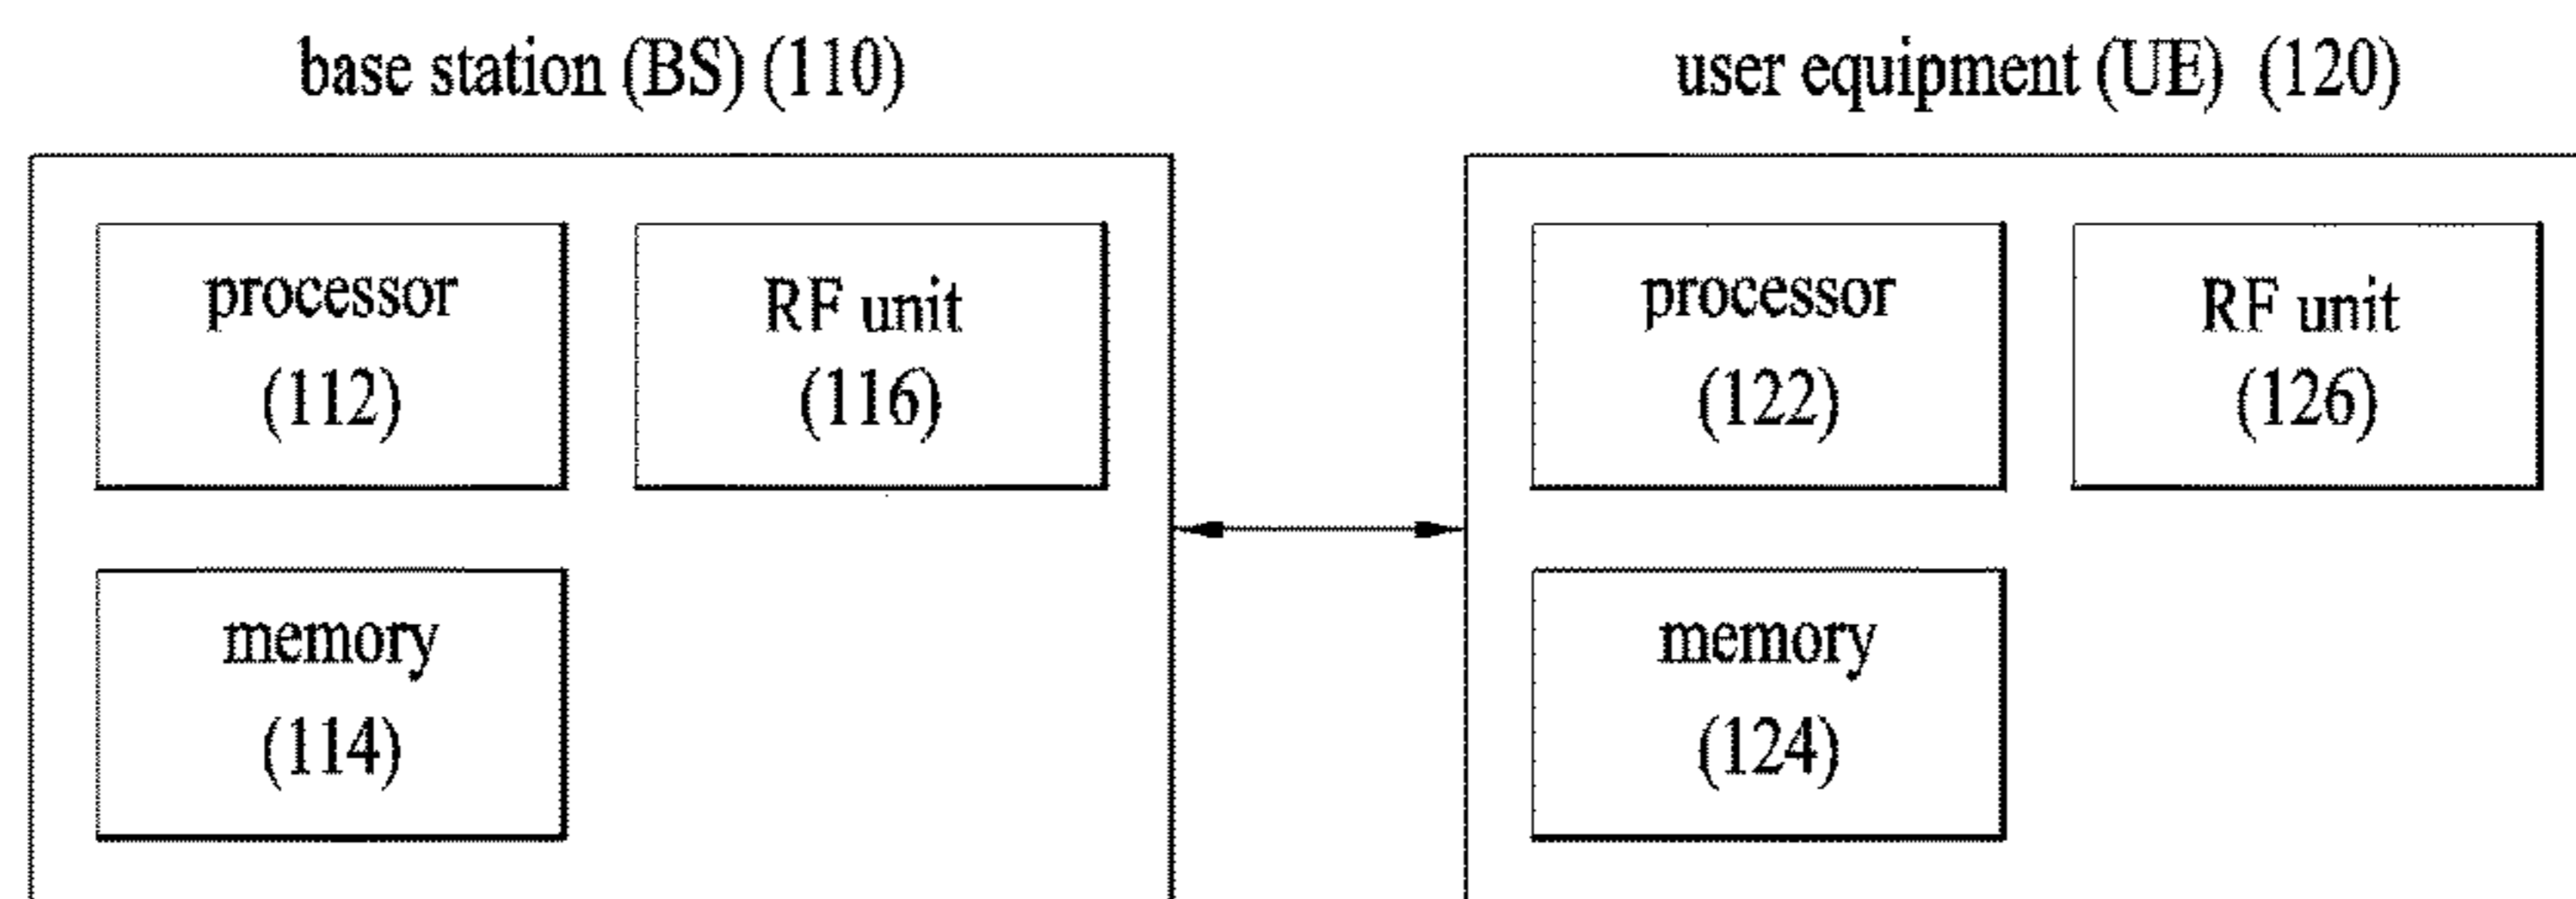 base station (BS) (110)
processor
(112)
RF unit
(116)
memory
(114)
user equipment (UE) (120)
processor
(122)
RF unit
(126)
memory
(124)